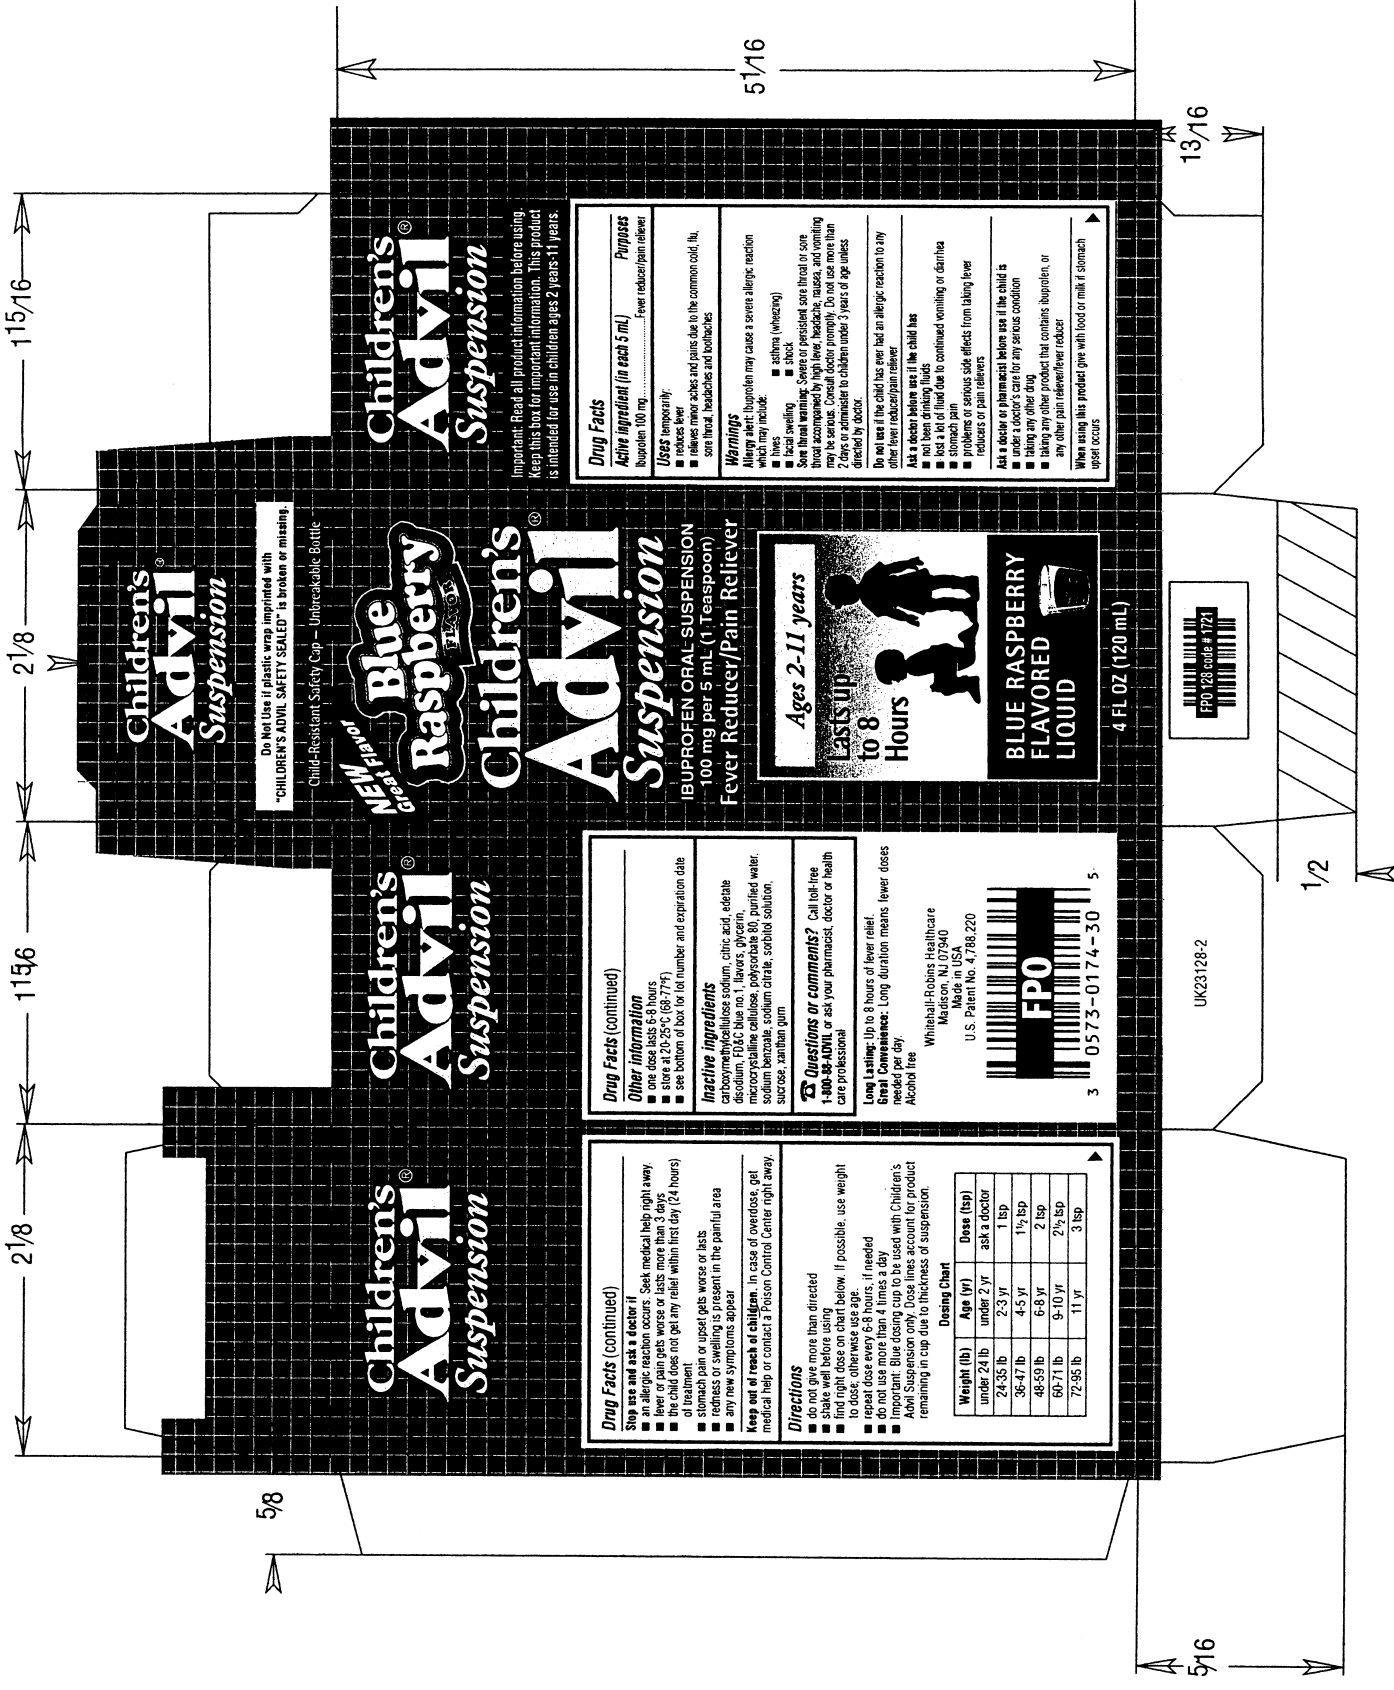 2 1/8
1 15/16
2 1/8
1 15/16
5/8
5 1/16
13/16
1/2
5/16
Children's
Advil®
Suspension
Do Not Use if plastic wrap imprinted with
"CHILDREN'S ADVIL SAFETY SEALED" is broken or missing.
Child-Resistant Safety Cap – Unbreakable Bottle
NEW
Great Flavor
Blue
Raspberry
FLAVOR
Children's
Advil®
Suspension
IBUPROFEN ORAL SUSPENSION
100 mg per 5 mL (1 Teaspoon)
Fever Reducer/Pain Reliever
Ages 2-11 years
Lasts up
to 8
Hours
BLUE RASPBERRY
FLAVORED
LIQUID
4 FL OZ (120 mL)
FPO 128 code # 1721
Children's
Advil®
Suspension
Important: Read all product information before using.
Keep this box for important information. This product
is intended for use in children ages 2 years-11 years.
Drug Facts
Active ingredient (in each 5 mL) Purposes
Ibuprofen 100 mg..............................Fever reducer/pain reliever
Uses temporarily:
■ reduces fever
■ relieves minor aches and pains due to the common cold, flu,
sore throat, headaches and toothaches
Warnings
Allergy alert: Ibuprofen may cause a severe allergic reaction
which may include:
■ hives ■ asthma (wheezing)
■ facial swelling ■ shock
Sore throat warning: Severe or persistent sore throat or sore
throat accompanied by high fever, headache, nausea, and vomiting
may be serious. Consult doctor promptly. Do not use more than
2 days or administer to children under 3 years of age unless
directed by doctor.
Do not use if the child has ever had an allergic reaction to any
other fever reducer/pain reliever
Ask a doctor before use if the child has
■ not been drinking fluids
■ lost a lot of fluid due to continued vomiting or diarrhea
■ stomach pain
■ problems or serious side effects from taking fever
reducers or pain relievers
Ask a doctor or pharmacist before use if the child is
■ under a doctor's care for any serious condition
■ taking any other drug
■ taking any other product that contains ibuprofen, or
any other pain reliever/fever reducer
When using this product give with food or milk if stomach
upset occurs
Children's
Advil®
Suspension
Drug Facts (continued)
Stop use and ask a doctor if
■ an allergic reaction occurs. Seek medical help right away.
■ fever or pain gets worse or lasts more than 3 days
■ the child does not get any relief within first day (24 hours)
of treatment
■ stomach pain or upset gets worse or lasts
■ redness or swelling is present in the painful area
■ any new symptoms appear
Keep out of reach of children. In case of overdose, get
medical help or contact a Poison Control Center right away.
Directions
■ do not give more than directed
■ shake well before using
■ find right dose on chart below. If possible, use weight
to dose; otherwise use age.
■ repeat dose every 6-8 hours, if needed
■ do not use more than 4 times a day
■ Important: Blue dosing cup to be used with Children's
Advil Suspension only. Dose lines account for product
remaining in cup due to thickness of suspension.
Dosing Chart
Weight (lb) Age (yr) Dose (tsp)
under 24 lb under 2 yr ask a doctor
24-35 lb 2-3 yr 1 tsp
36-47 lb 4-5 yr 1½ tsp
48-59 lb 6-8 yr 2 tsp
60-71 lb 9-10 yr 2½ tsp
72-95 lb 11 yr 3 tsp
Children's
Advil®
Suspension
Drug Facts (continued)
Other information
■ one dose lasts 6-8 hours
■ store at 20-25°C (68-77°F)
■ see bottom of box for lot number and expiration date
Inactive ingredients
carboxymethylcellulose sodium, citric acid, edetate
disodium, FD&C blue no.1, flavors, glycerin,
microcrystalline cellulose, polysorbate 80, purified water,
sodium benzoate, sodium citrate, sorbitol solution,
sucrose, xanthan gum
☎ Questions or comments? Call toll-free
1-800-88-ADVIL or ask your pharmacist, doctor or health
care professional
Long Lasting: Up to 8 hours of fever relief.
Great Convenience: Long duration means fewer doses
needed per day.
Alcohol free
Whitehall-Robins Healthcare
Madison, NJ 07940
Made in USA
U.S. Patent No. 4,788,220
FPO
3 0573-0174-30 5
UK23128-2